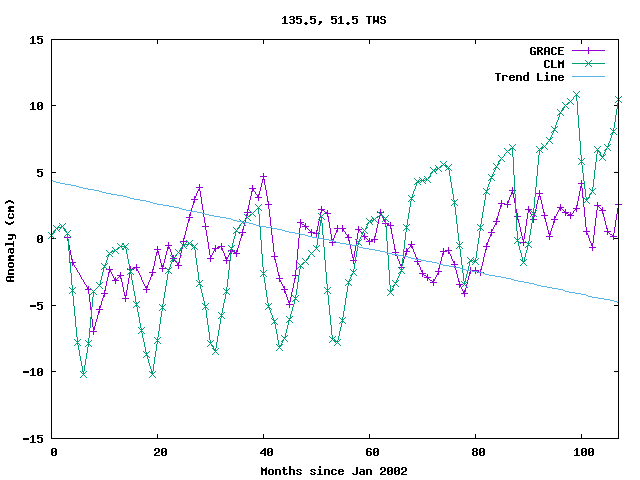 135.5, 51.5 TWS
15
GRACE
CLM
Trend Line
10
5
0
-5
-10
-15
Anomaly (cm)
0 20 40 60 80 100
Months since Jan 2002